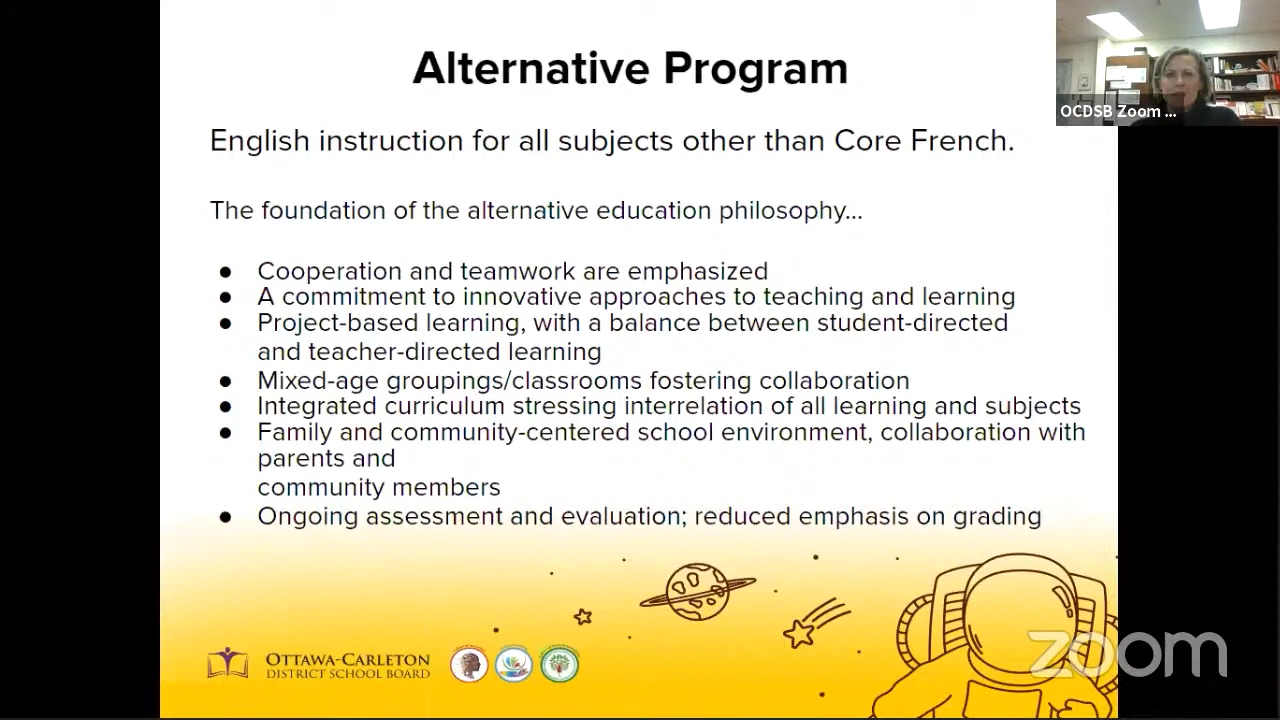 Alternative Program
OCDSB Zoom ...
English instruction for all subjects other than Core French.
The foundation of the alternative education philosophy...
● Cooperation and teamwork are emphasized
● A commitment to innovative approaches to teaching and learning
● Project-based learning, with a balance between student-directed
and teacher-directed learning
● Mixed-age groupings/classrooms fostering collaboration
● Integrated curriculum stressing interrelation of all learning and subjects
● Family and community-centered school environment, collaboration with
parents and
community members
● Ongoing assessment and evaluation; reduced emphasis on grading
OTTAWA-CARLETON
DISTRICT SCHOOL BOARD
zoom